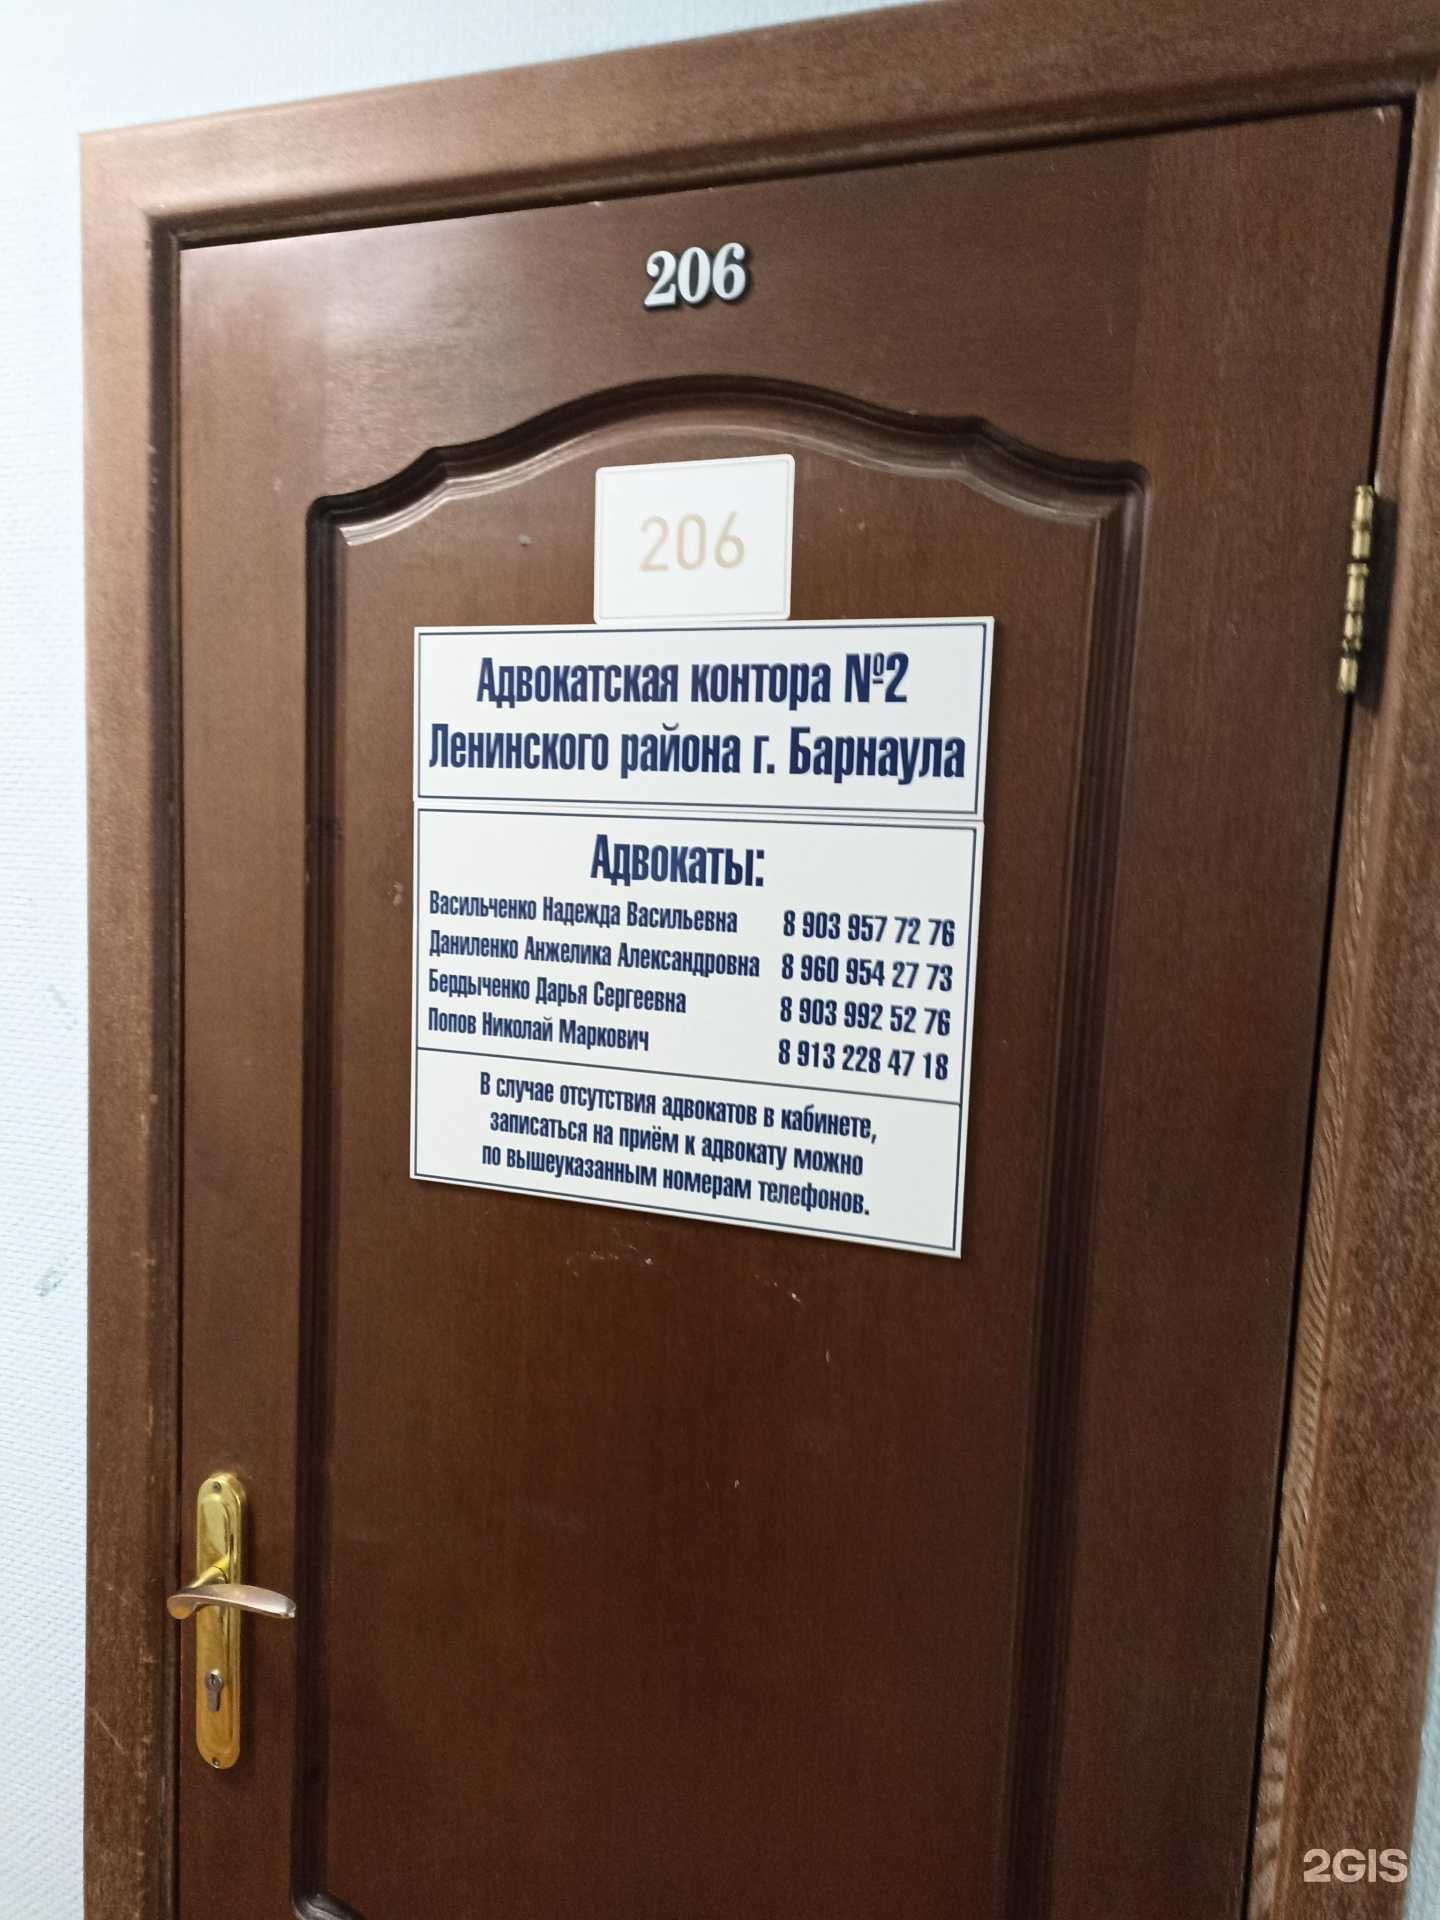 206
206
Адвокатская контора №2
Ленинского района г. Барнаула
Адвокаты:
Васильченко Надежда Васильевна 8 903 957 72 76
Даниленко Анжелика Александровна 8 960 954 27 73
Бердыченко Дарья Сергеевна 8 903 992 52 76
Попов Николай Маркович 8 913 228 47 18
В случае отсутствия адвокатов в кабинете,
записаться на приём к адвокату можно
по вышеуказанным номерам телефонов.
2GIS